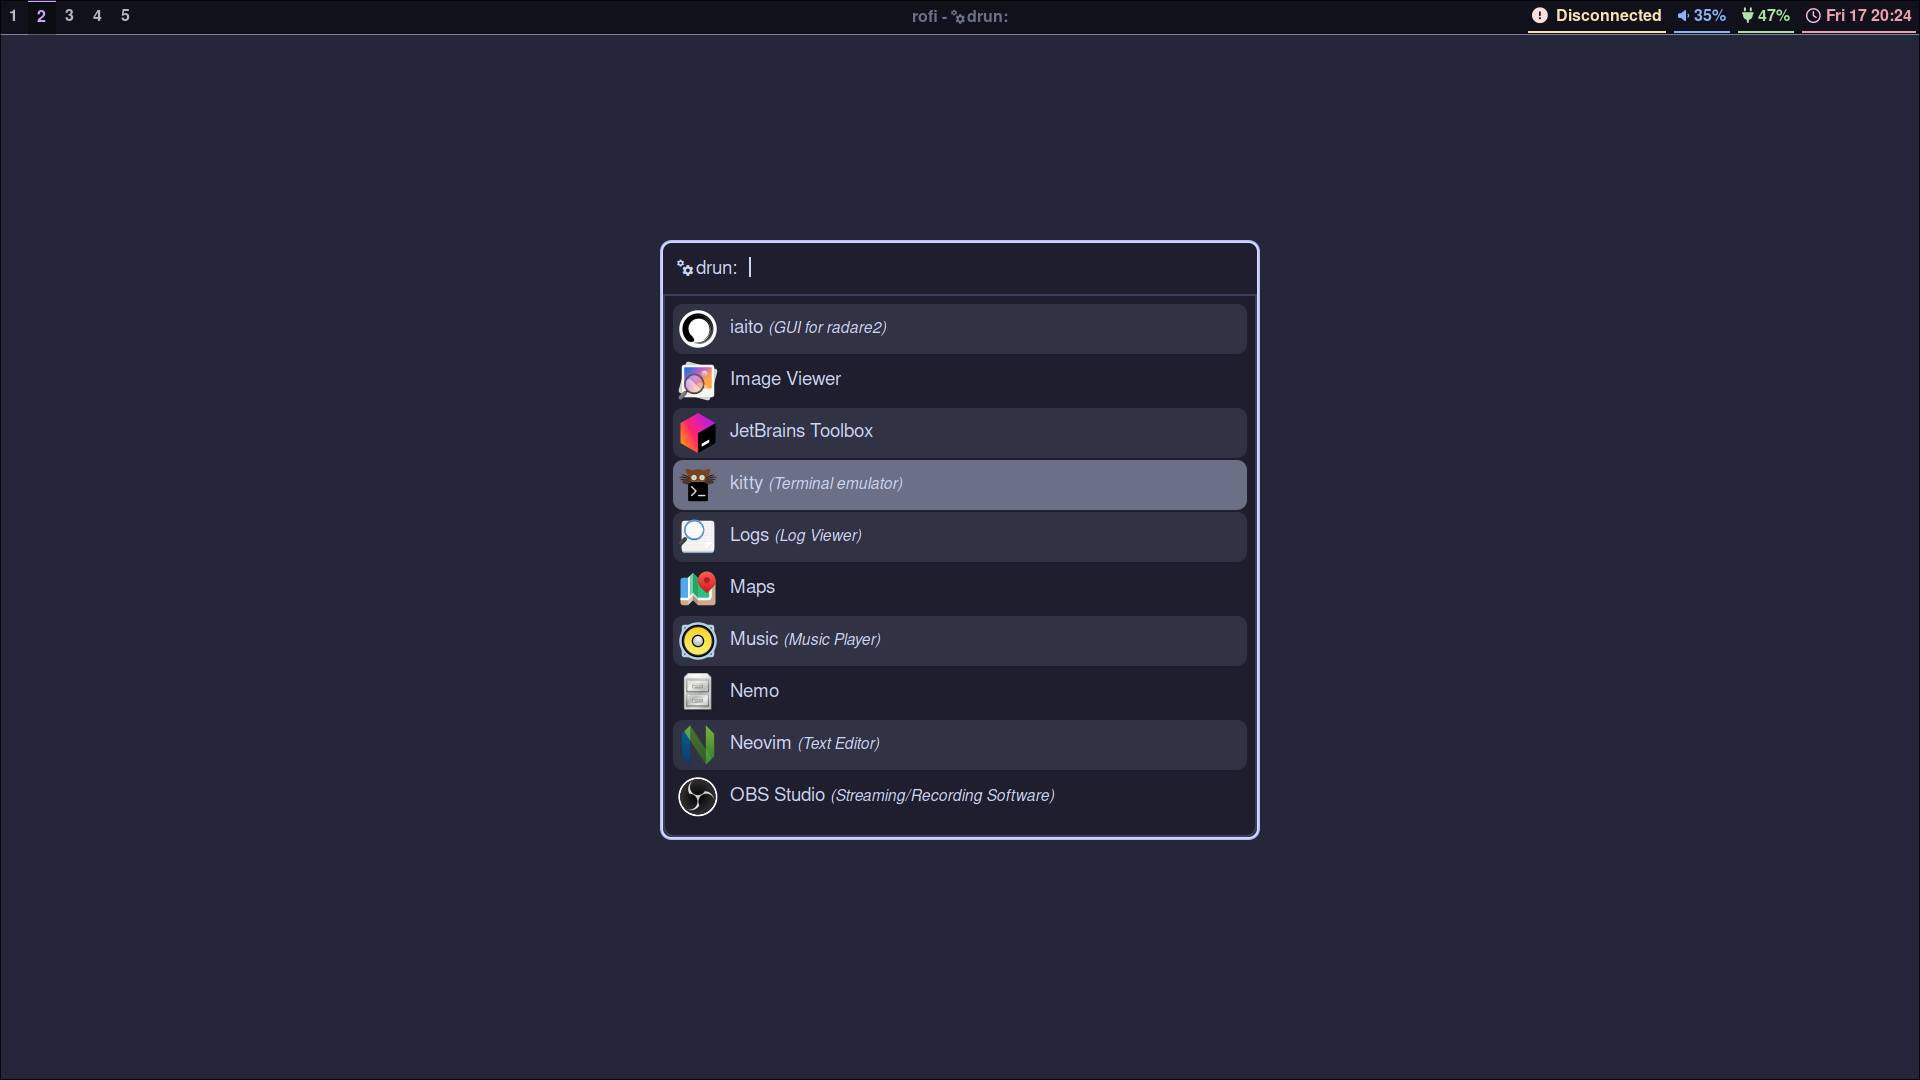 1 2 3 4 5 rofi - drun: Disconnected 35% 47% Fri 17 20:24
drun:
iaito (GUI for radare2)
Image Viewer
JetBrains Toolbox
kitty (Terminal emulator)
Logs (Log Viewer)
Maps
Music (Music Player)
Nemo
Neovim (Text Editor)
OBS Studio (Streaming/Recording Software)